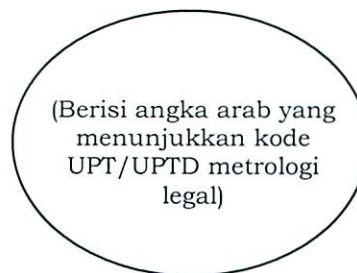 (Berisi angka arab yang
menunjukkan kode
UPT/UPTD metrologi
legal)